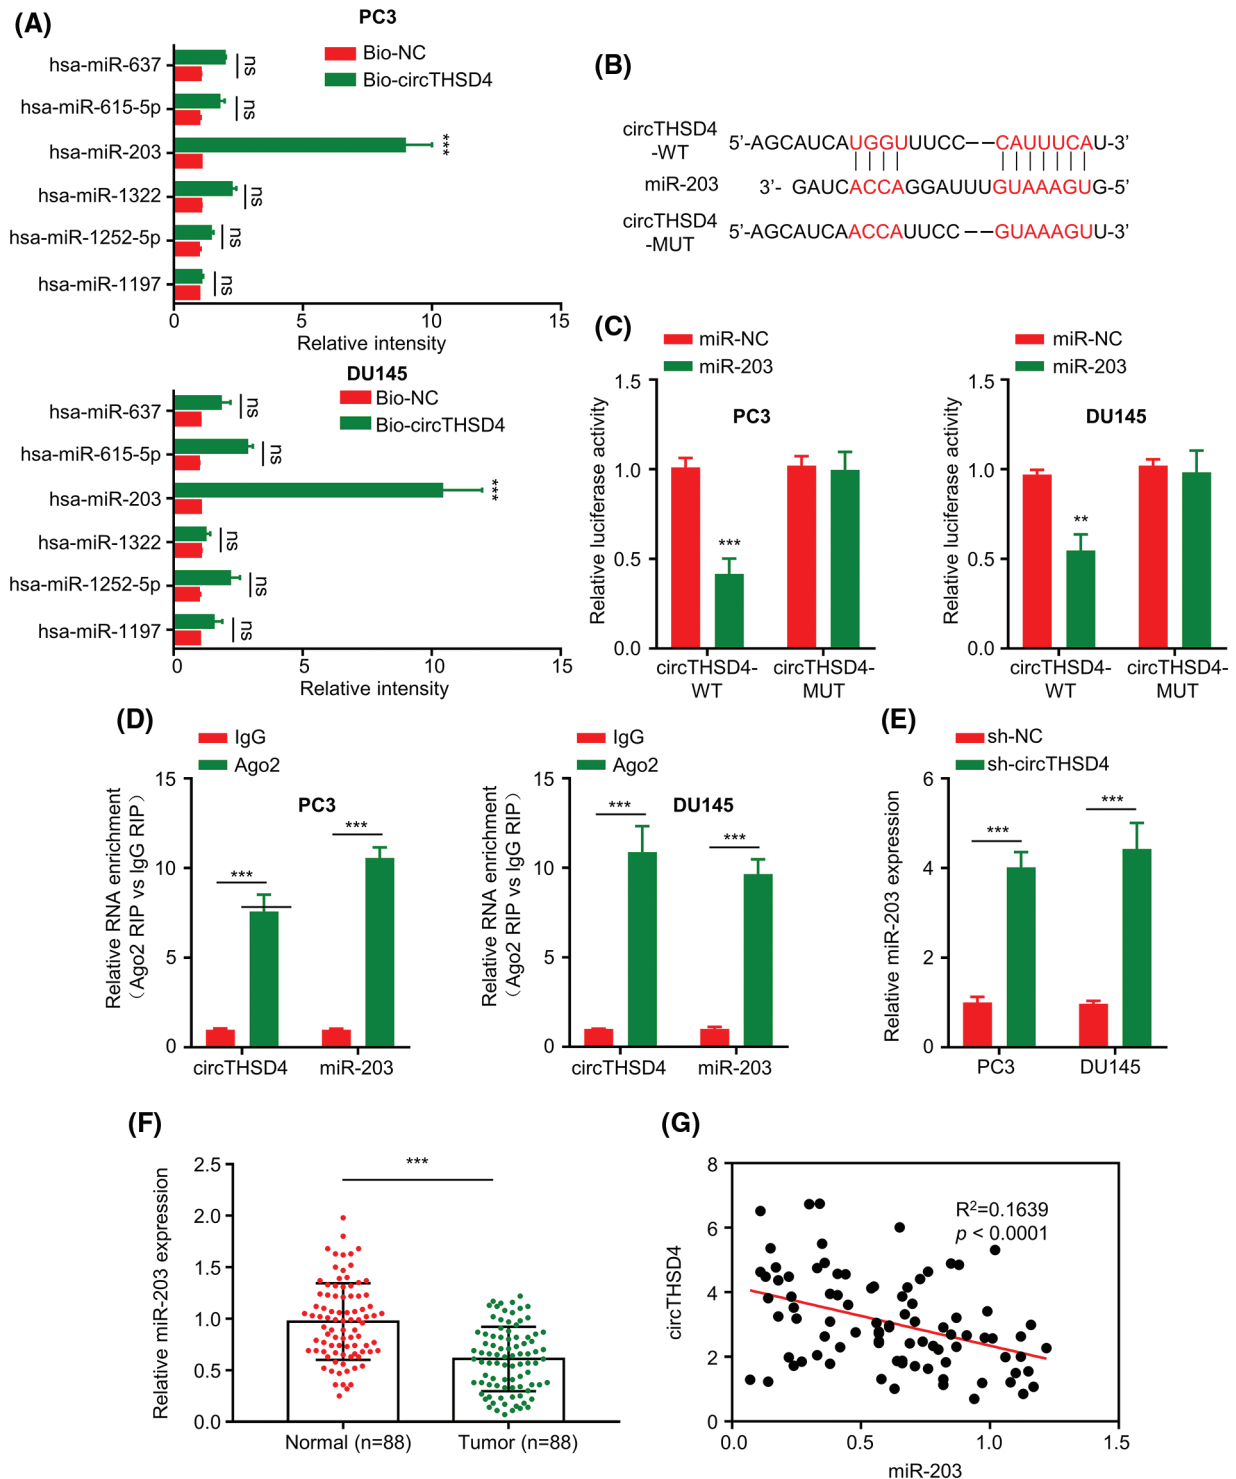 (A)
PC3
Bio-NC
Bio-circTHSD4
hsa-miR-637
ns
hsa-miR-615-5p
ns
hsa-miR-203
***
hsa-miR-1322
ns
hsa-miR-1252-5p
ns
hsa-miR-1197
ns
0 5 10 15
Relative intensity
DU145
Bio-NC
Bio-circTHSD4
hsa-miR-637
ns
hsa-miR-615-5p
ns
hsa-miR-203
***
hsa-miR-1322
ns
hsa-miR-1252-5p
ns
hsa-miR-1197
ns
0 5 10 15
Relative intensity
(B)
circTHSD4
-WT
5’-AGCAUCAUGGUUUCC−−CAUUUCAU-3’
miR-203
3’- GAUCACCAGGAUUUGUAAAGUG-5’
circTHSD4
-MUT
5’-AGCAUCAACCAUUCC−−GUAAAGUU-3’
(C)
miR-NC
miR-203
PC3
Relative luciferase activity
1.5
1.0
0.5
0.0
***
circTHSD4-
WT
circTHSD4-
MUT
miR-NC
miR-203
DU145
Relative luciferase activity
1.5
1.0
0.5
0.0
**
circTHSD4-
WT
circTHSD4-
MUT
(D)
IgG
Ago2
PC3
Relative RNA enrichment
(Ago2 RIP vs IgG RIP)
15
10
5
0
***
***
circTHSD4
miR-203
IgG
Ago2
DU145
Relative RNA enrichment
(Ago2 RIP vs IgG RIP)
15
10
5
0
***
***
circTHSD4
miR-203
(E)
sh-NC
sh-circTHSD4
Relative miR-203 expression
6
4
2
0
***
***
PC3
DU145
(F)
Relative miR-203 expression
2.5
2.0
1.5
1.0
0.5
0.0
***
Normal (n=88)
Tumor (n=88)
(G)
circTHSD4
8
6
4
2
0
R²=0.1639
p < 0.0001
0.0 0.5 1.0 1.5
miR-203